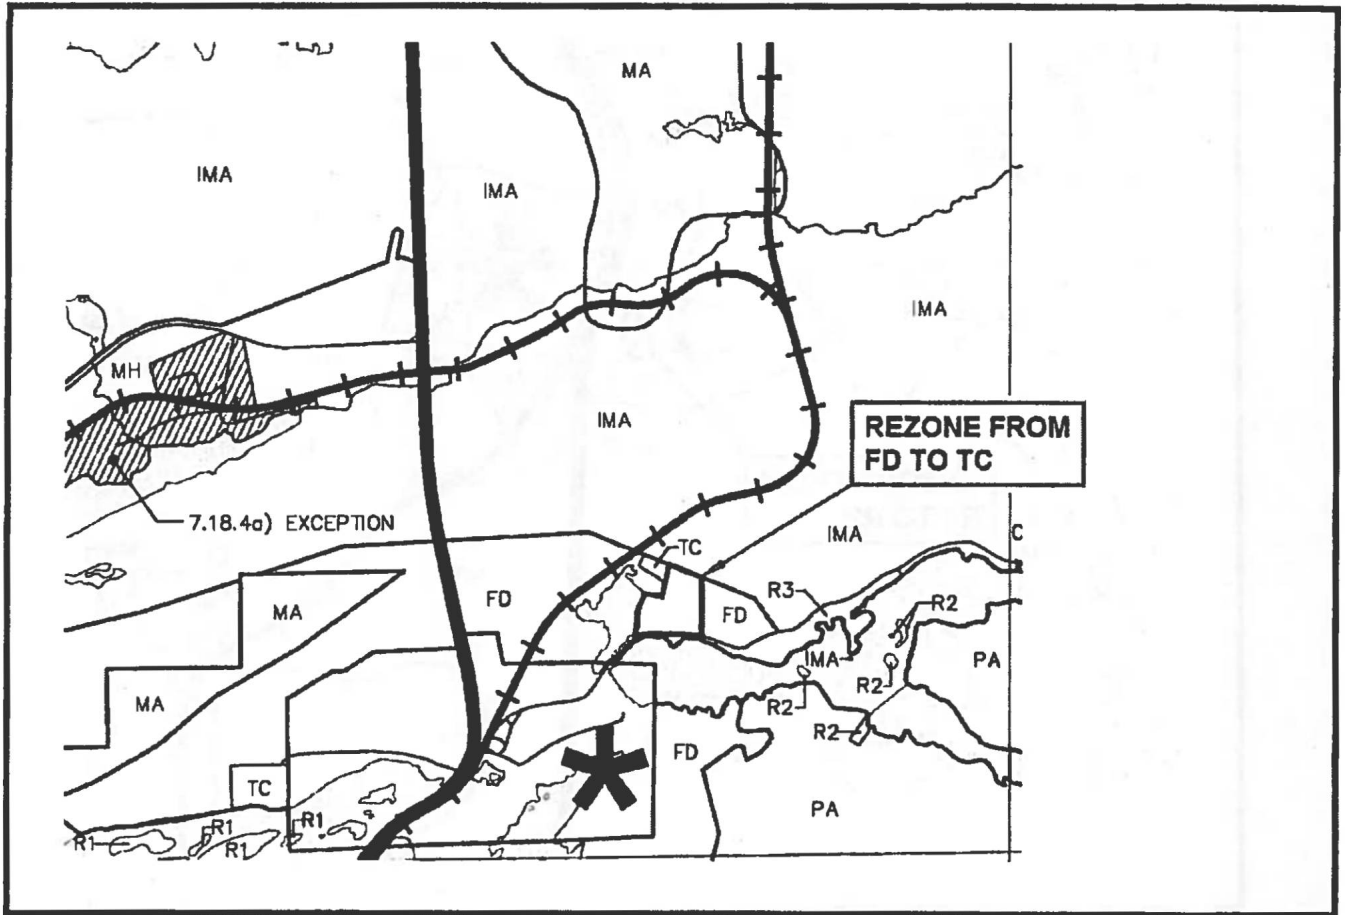 MA
IMA
IMA
IMA
MH
IMA
REZONE FROM
FD TO TC
7.18.4a) EXCEPTION
IMA
C
TC
FD
MA
FD
R3
R2
IMA
PA
R2
MA
R2
R2
FD
TC
PA
R1
R1
R1
R1